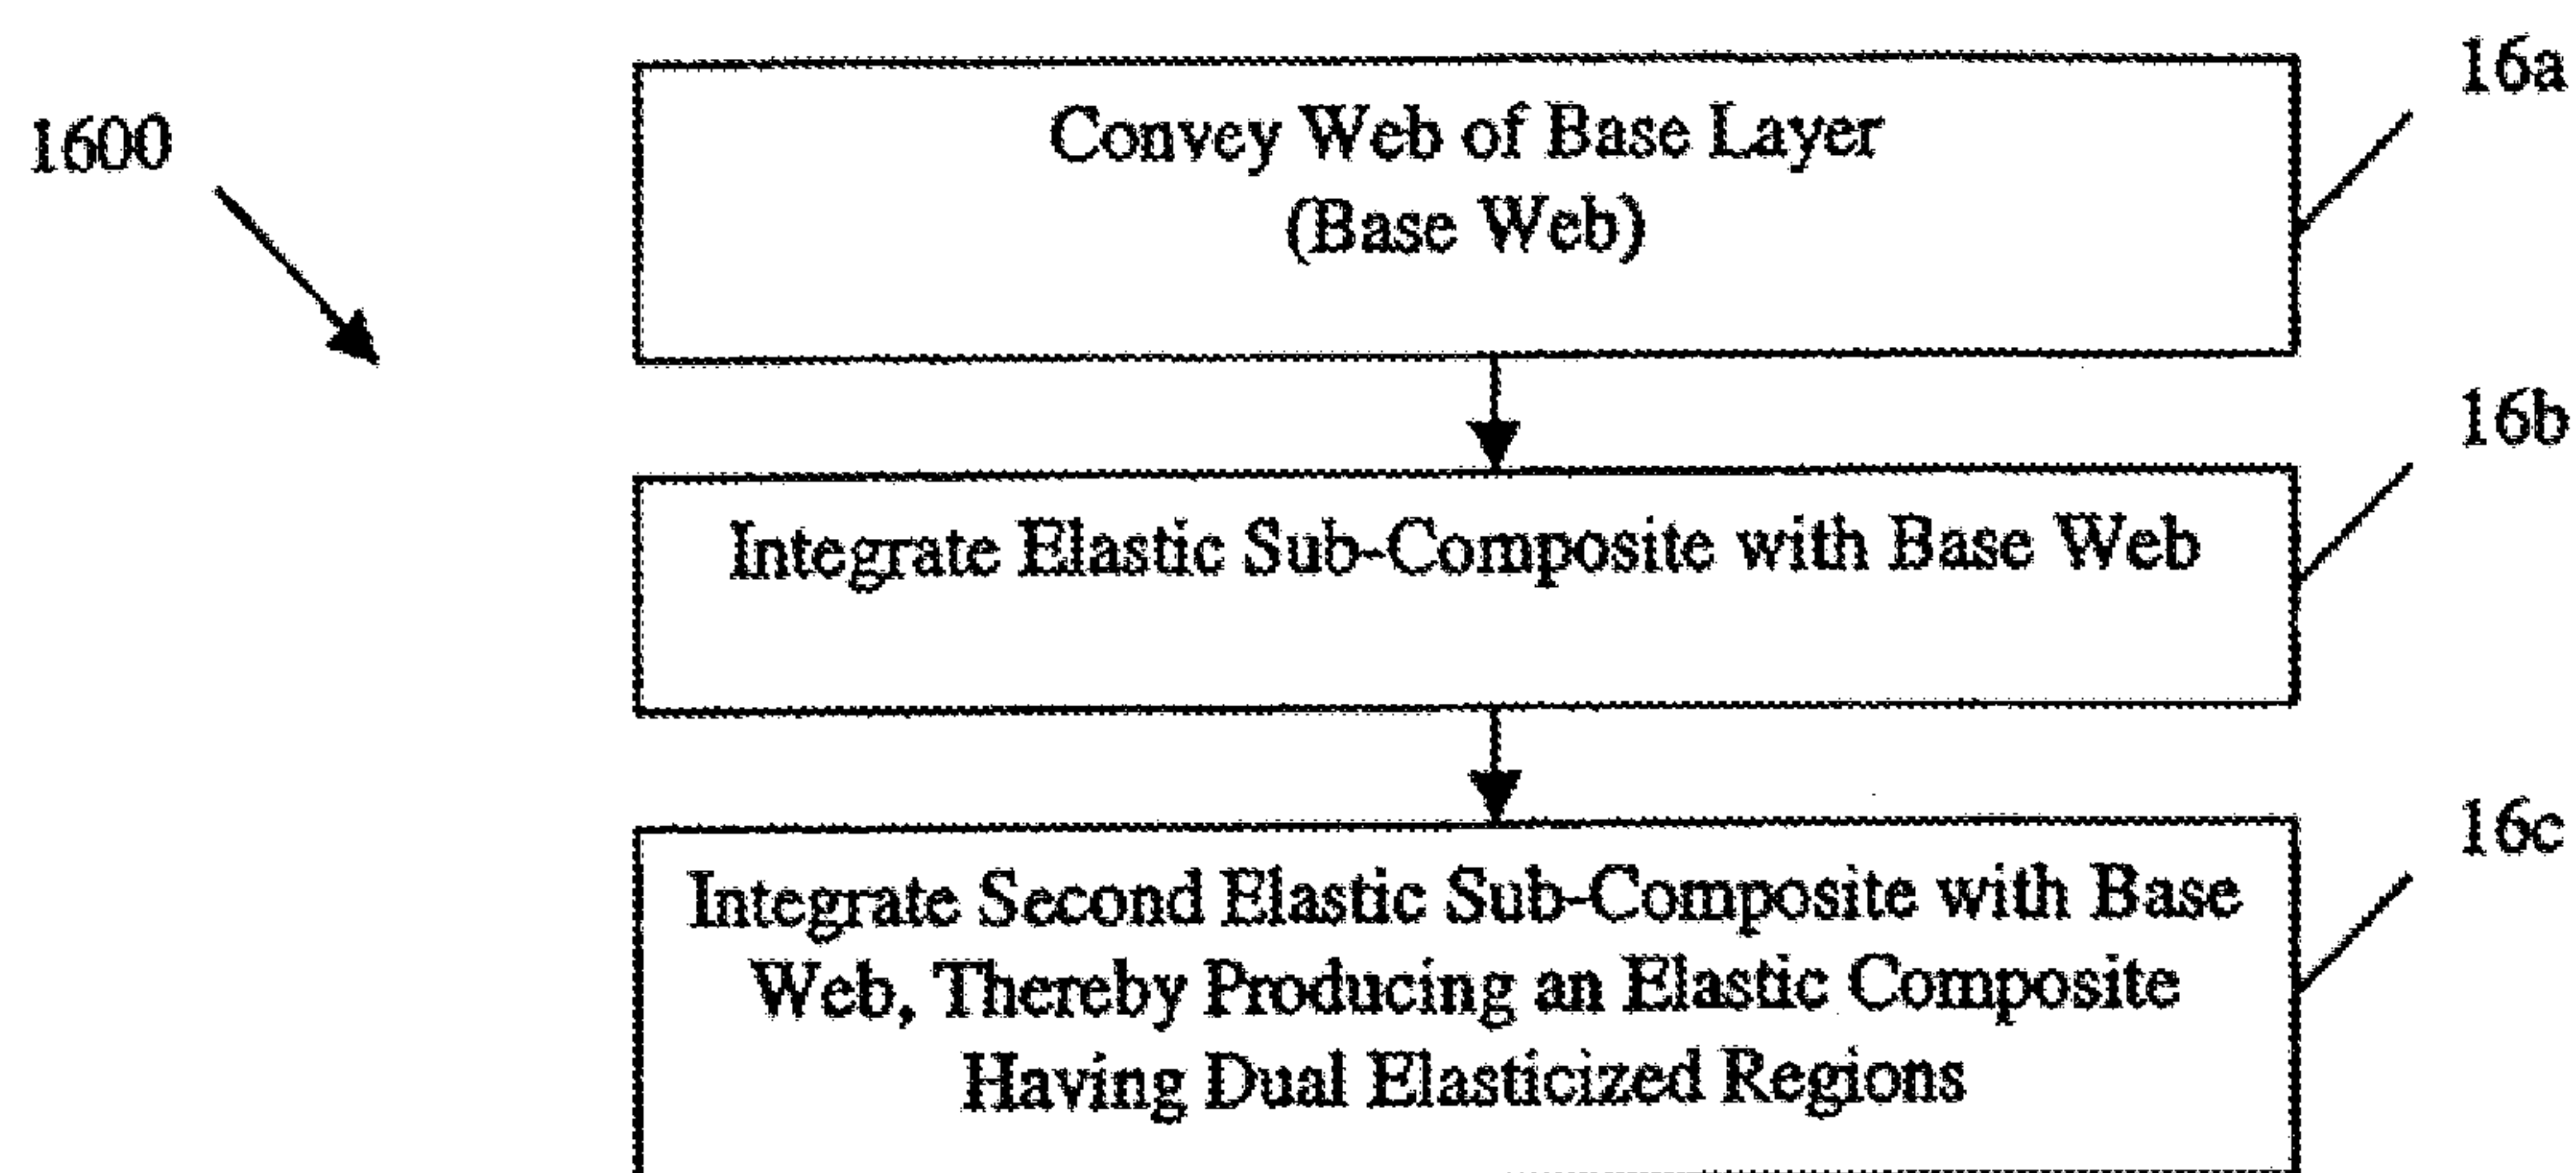 1600
16a
Convey Web of Base Layer
(Base Web)
16b
Integrate Elastic Sub-Composite with Base Web
16c
Integrate Second Elastic Sub-Composite with Base
Web, Thereby Producing an Elastic Composite
Having Dual Elasticized Regions